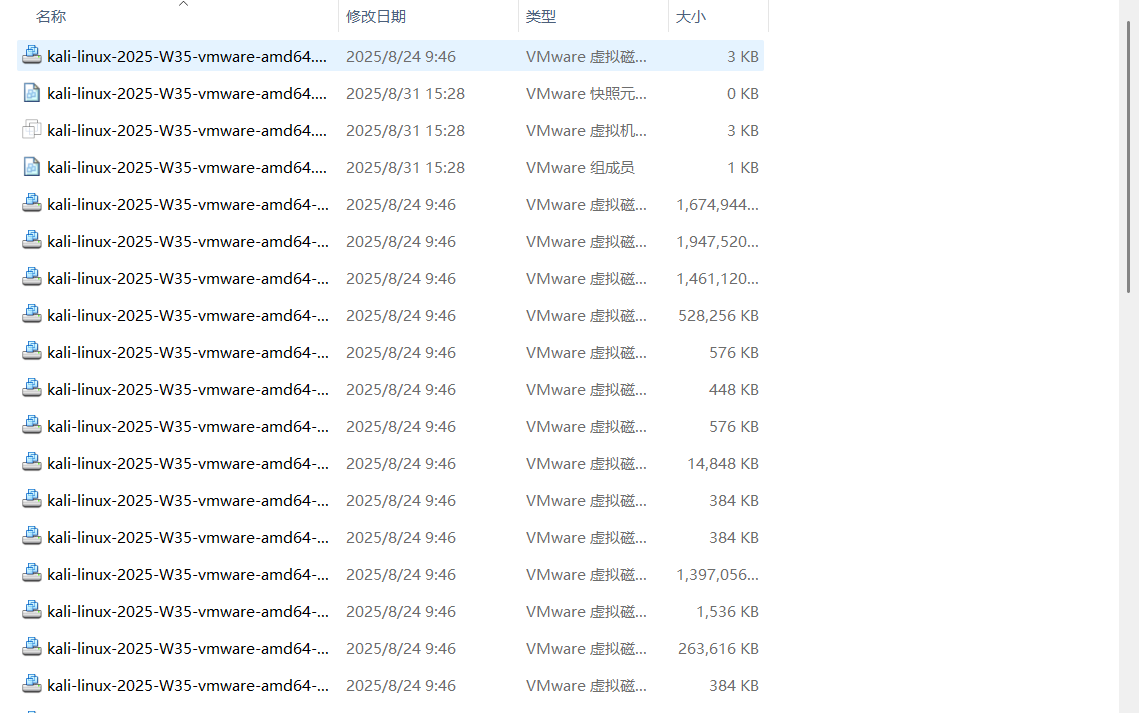 名称 修改日期 类型 大小
kali-linux-2025-W35-vmware-amd64.... 2025/8/24 9:46 VMware 虚拟磁... 3 KB
kali-linux-2025-W35-vmware-amd64.... 2025/8/31 15:28 VMware 快照元... 0 KB
kali-linux-2025-W35-vmware-amd64.... 2025/8/31 15:28 VMware 虚拟机... 3 KB
kali-linux-2025-W35-vmware-amd64.... 2025/8/31 15:28 VMware 组成员 1 KB
kali-linux-2025-W35-vmware-amd64-... 2025/8/24 9:46 VMware 虚拟磁... 1,674,944...
kali-linux-2025-W35-vmware-amd64-... 2025/8/24 9:46 VMware 虚拟磁... 1,947,520...
kali-linux-2025-W35-vmware-amd64-... 2025/8/24 9:46 VMware 虚拟磁... 1,461,120...
kali-linux-2025-W35-vmware-amd64-... 2025/8/24 9:46 VMware 虚拟磁... 528,256 KB
kali-linux-2025-W35-vmware-amd64-... 2025/8/24 9:46 VMware 虚拟磁... 576 KB
kali-linux-2025-W35-vmware-amd64-... 2025/8/24 9:46 VMware 虚拟磁... 448 KB
kali-linux-2025-W35-vmware-amd64-... 2025/8/24 9:46 VMware 虚拟磁... 576 KB
kali-linux-2025-W35-vmware-amd64-... 2025/8/24 9:46 VMware 虚拟磁... 14,848 KB
kali-linux-2025-W35-vmware-amd64-... 2025/8/24 9:46 VMware 虚拟磁... 384 KB
kali-linux-2025-W35-vmware-amd64-... 2025/8/24 9:46 VMware 虚拟磁... 384 KB
kali-linux-2025-W35-vmware-amd64-... 2025/8/24 9:46 VMware 虚拟磁... 1,397,056...
kali-linux-2025-W35-vmware-amd64-... 2025/8/24 9:46 VMware 虚拟磁... 1,536 KB
kali-linux-2025-W35-vmware-amd64-... 2025/8/24 9:46 VMware 虚拟磁... 263,616 KB
kali-linux-2025-W35-vmware-amd64-... 2025/8/24 9:46 VMware 虚拟磁... 384 KB